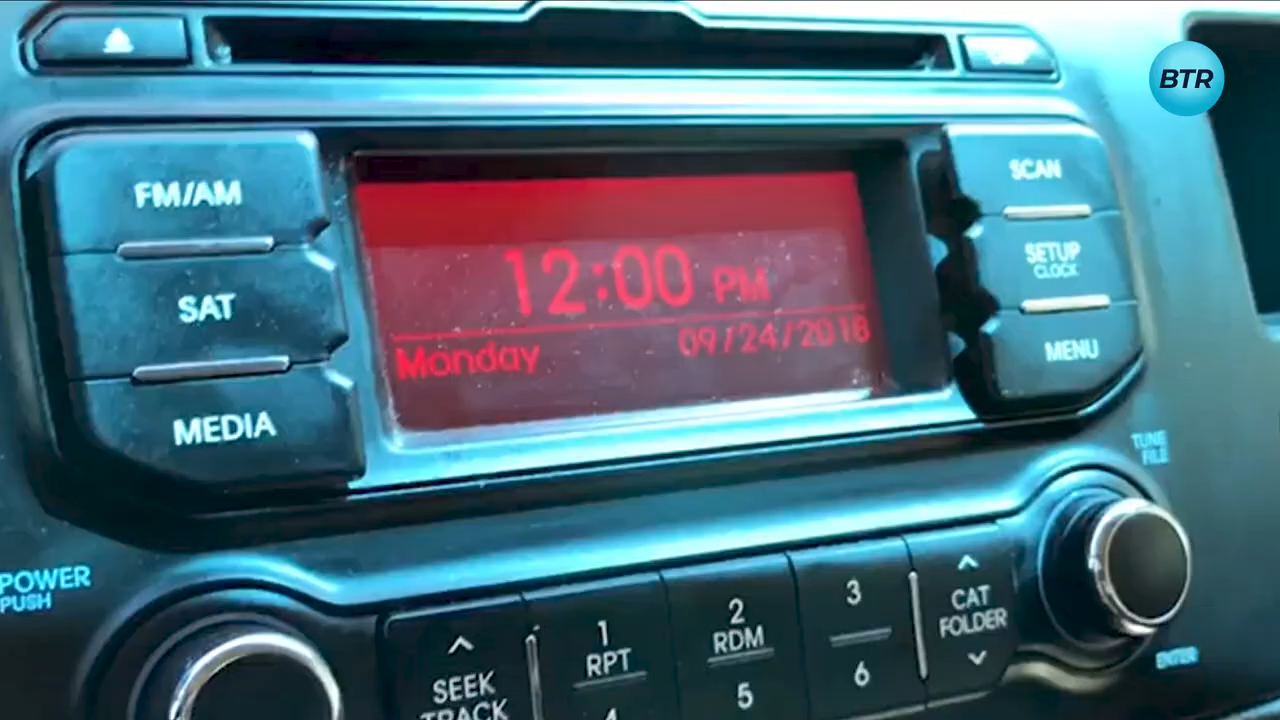 BTR
FM/AM
SCAN
12:00 PM
SETUP
CLOCK
SAT
Monday 09/24/2018
MENU
MEDIA
TUNE
FILE
POWER
PUSH
1
RPT
2
RDM
3
CAT
FOLDER
SEEK
TRACK
4
5
6
ENTER